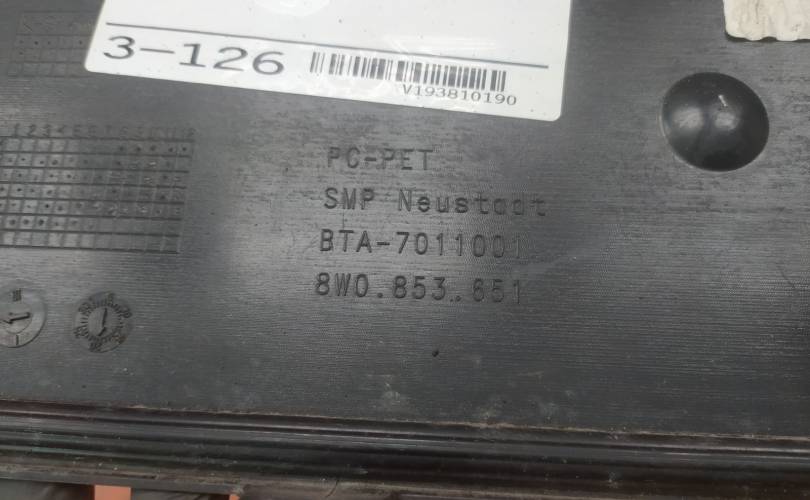 3-126
V193810190
PC-PET
SMP Neustadt
BTA-7011001
8W0.853.651